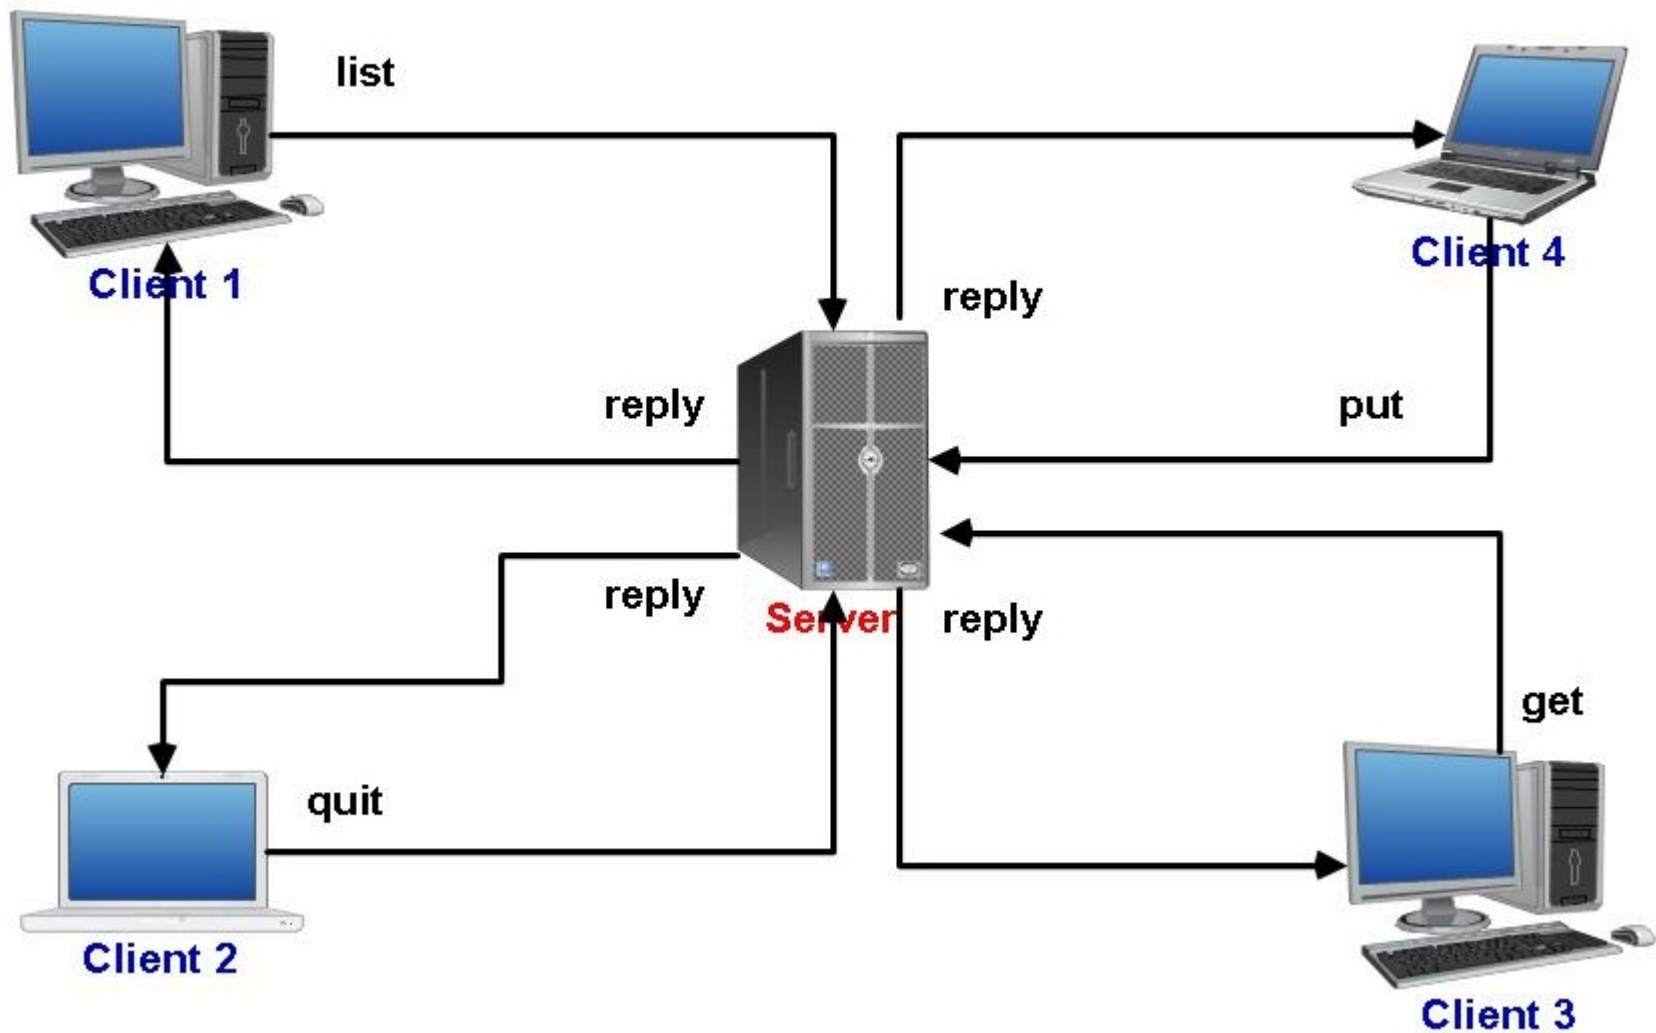 list
Client 1
Client 4
reply
reply
put
reply
Server
reply
get
quit
Client 2
Client 3